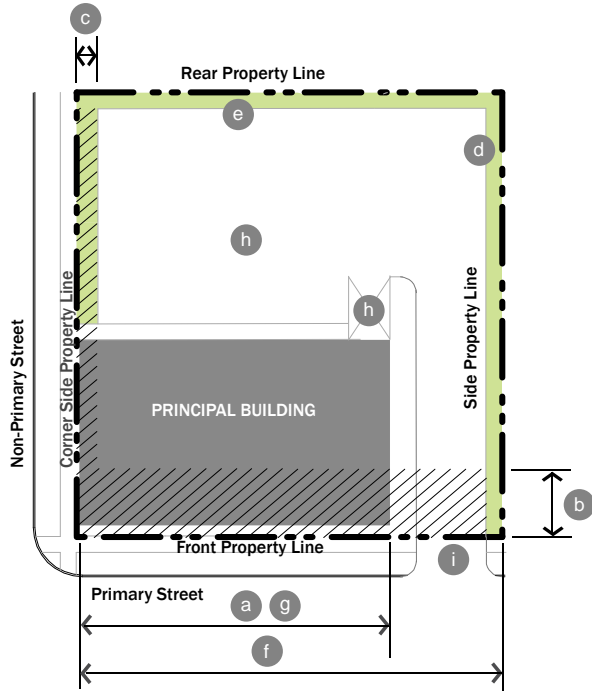 c
Rear Property Line
e
d
h
h
Non-Primary Street
Corner Side Property Line
Side Property Line
PRINCIPAL BUILDING
b
Front Property Line
i
Primary Street
a g
f